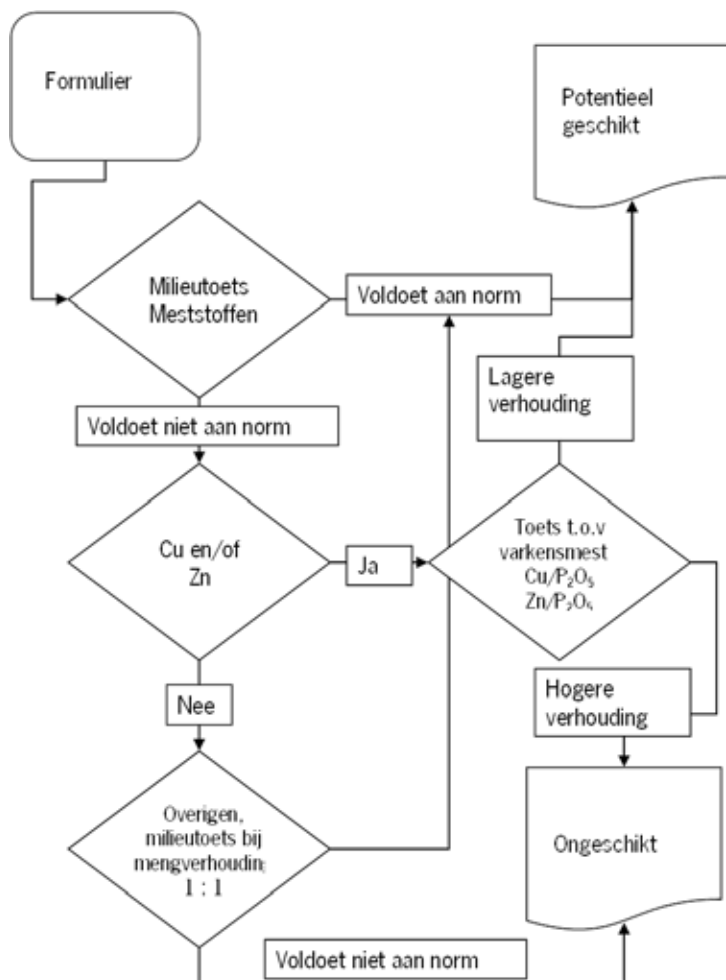 Formulier
Potentieel
geschikt
Milieutoets
Meststoffen
Voldoet aan norm
Lagere
verhouding
Voldoet niet aan norm
Cu en/of
Zn
Ja
Toets t.o.v
varkensmest
Cu/P₂O₅
Zn/P₂O₅
Nee
Hogere
verhouding
Overigen,
milieutoets bij
mengverhoudin
1 : 1
Ongeschikt
Voldoet niet aan norm